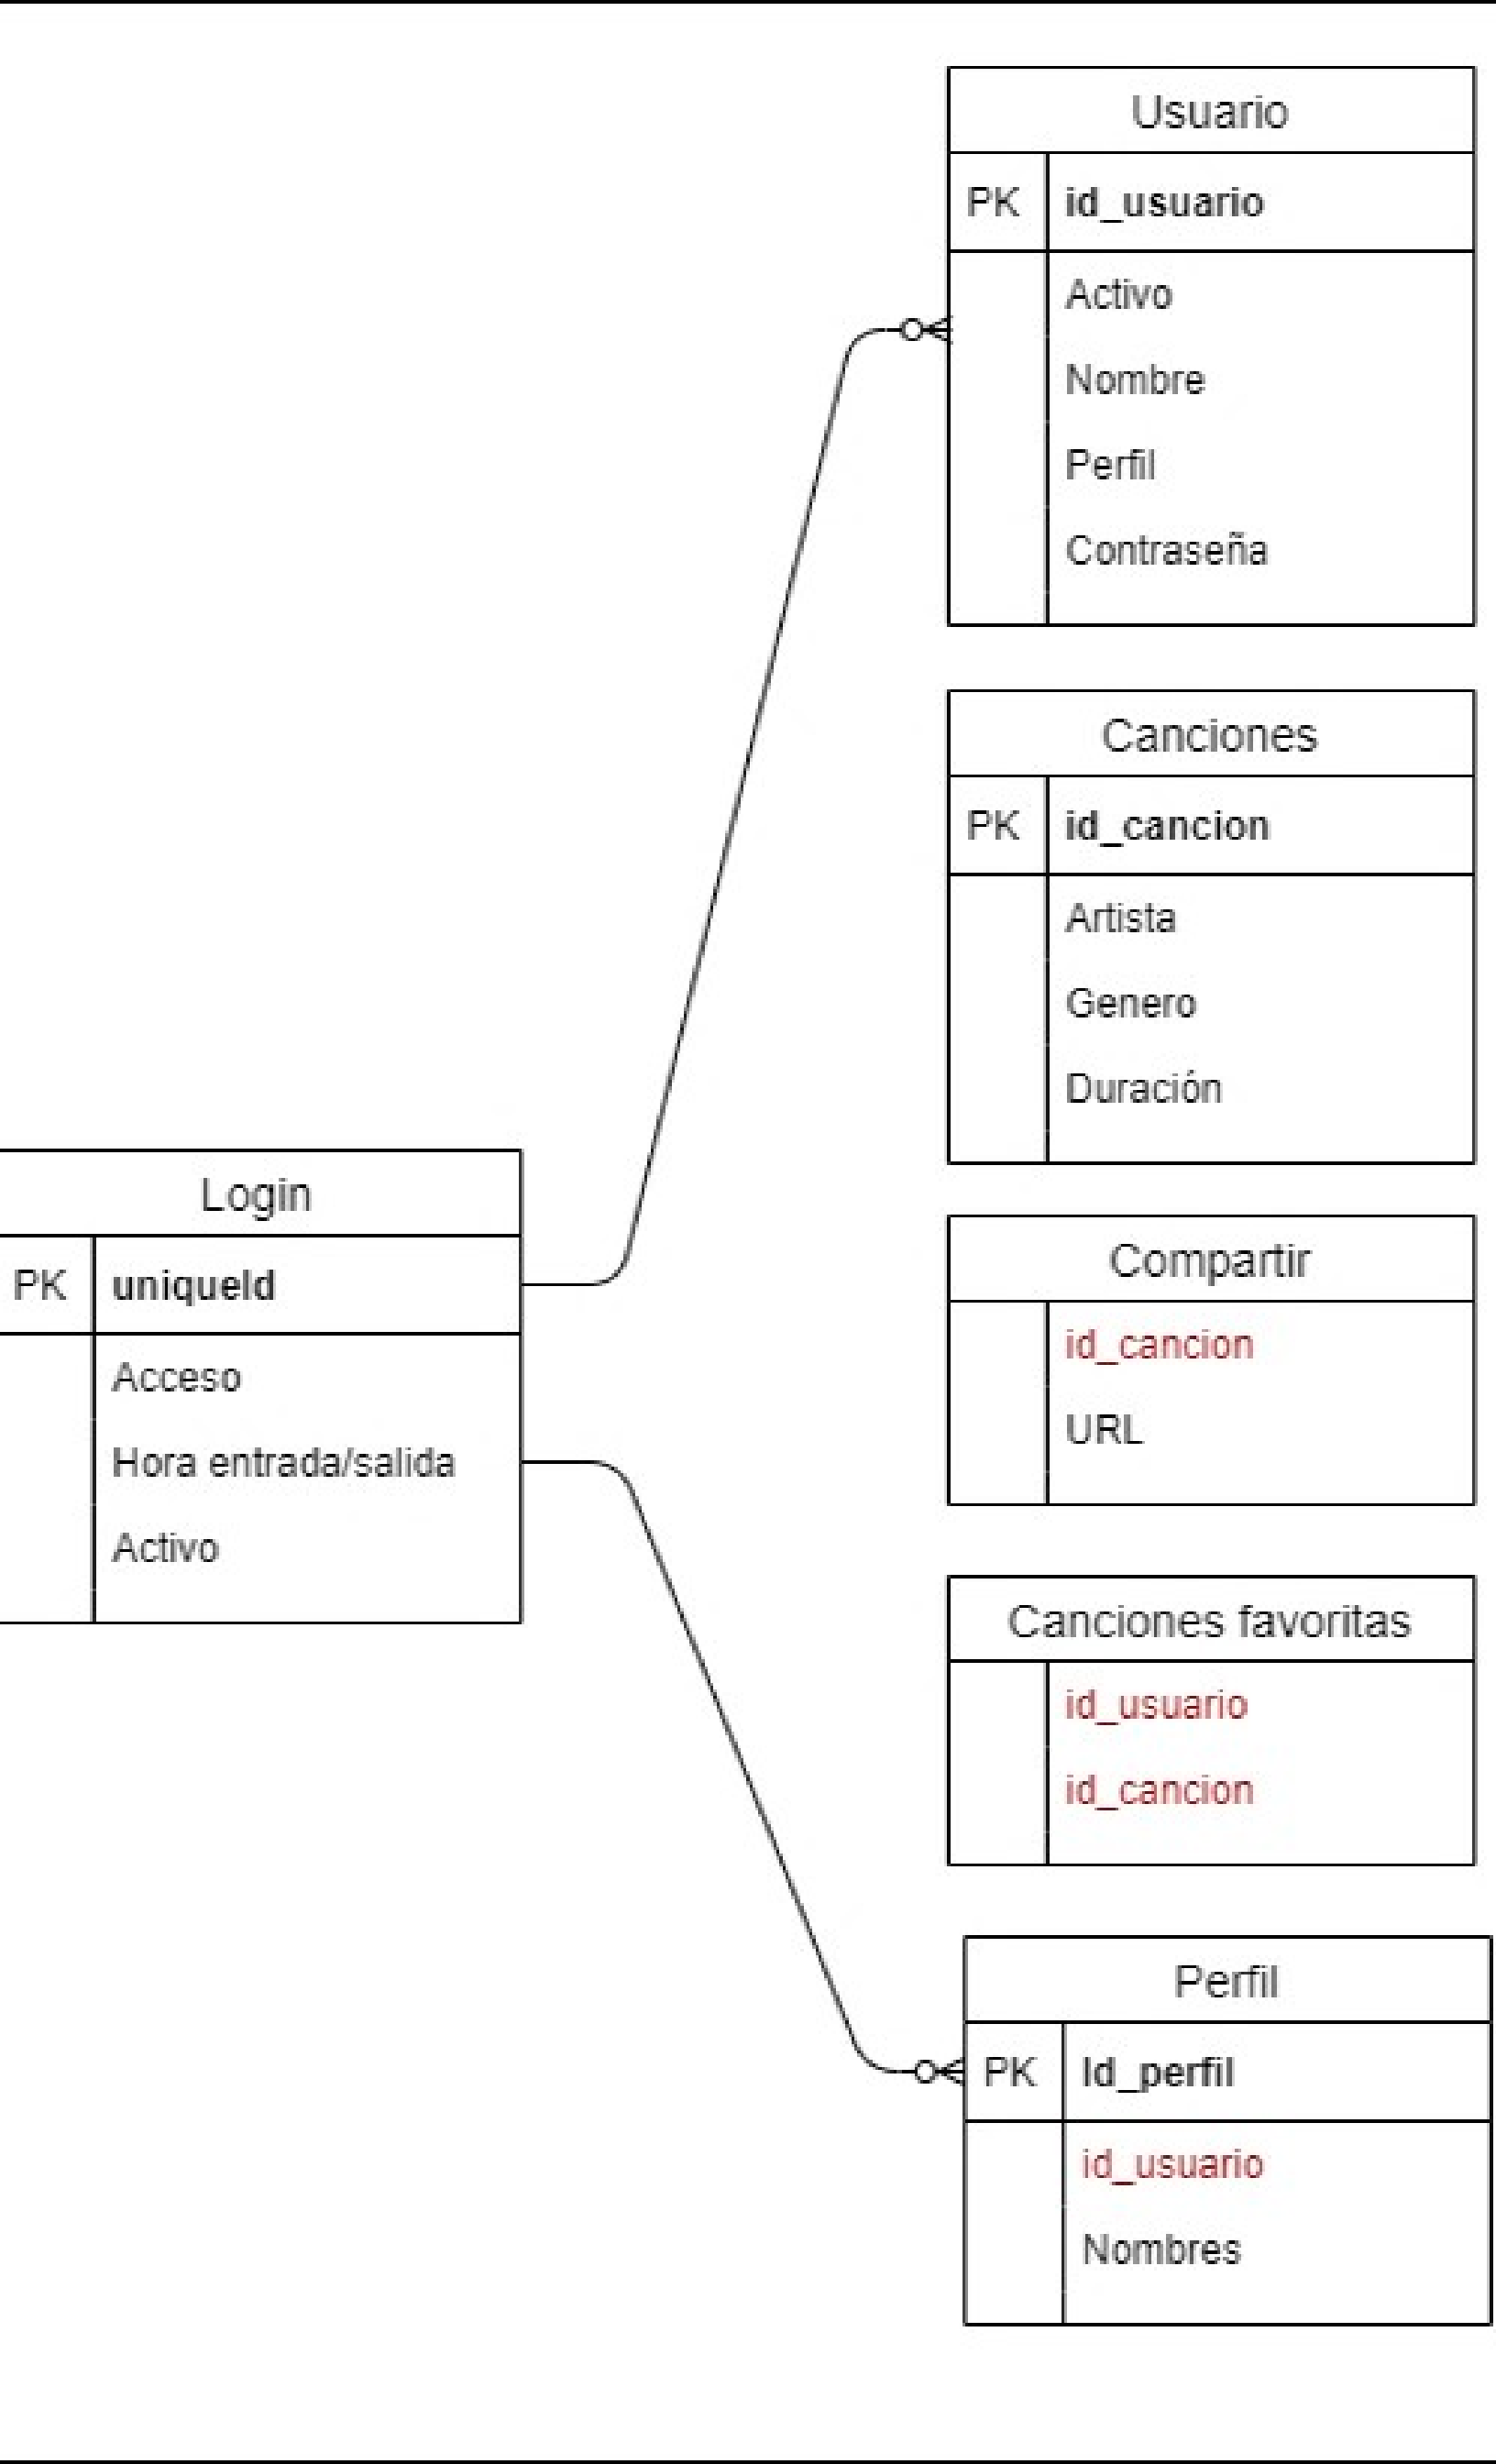 Usuario
PK id_usuario
Activo
Nombre
Perfil
Contraseña
Canciones
PK id_cancion
Artista
Genero
Duración
Login
PK uniqueId
Acceso
Hora entrada/salida
Activo
Compartir
id_cancion
URL
Canciones favoritas
id_usuario
id_cancion
Perfil
PK Id_perfil
id_usuario
Nombres